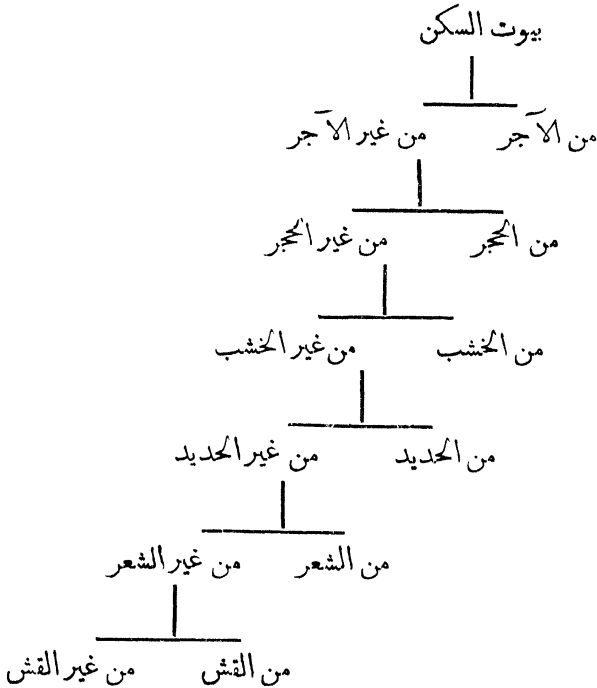 بيوت السكن
من الآجر من غير الآجر
من الحجر من غير الحجر
من الخشب من غير الخشب
من الحديد من غير الحديد
من الشعر من غير الشعر
من القش من غير القش